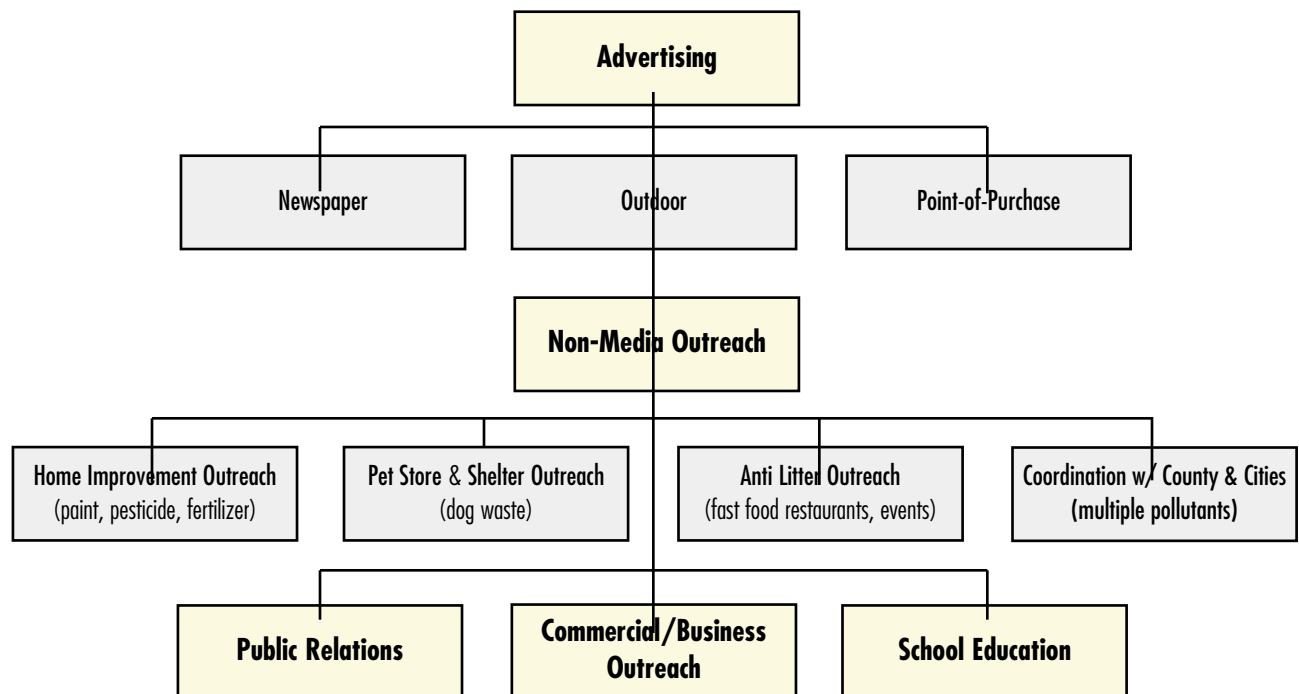 Advertising
Newspaper
Outdoor
Point-of-Purchase
Non-Media Outreach
Home Improvement Outreach
(paint, pesticide, fertilizer)
Pet Store & Shelter Outreach
(dog waste)
Anti Litter Outreach
(fast food restaurants, events)
Coordination w/ County & Cities
(multiple pollutants)
Public Relations
Commercial/Business
Outreach
School Education